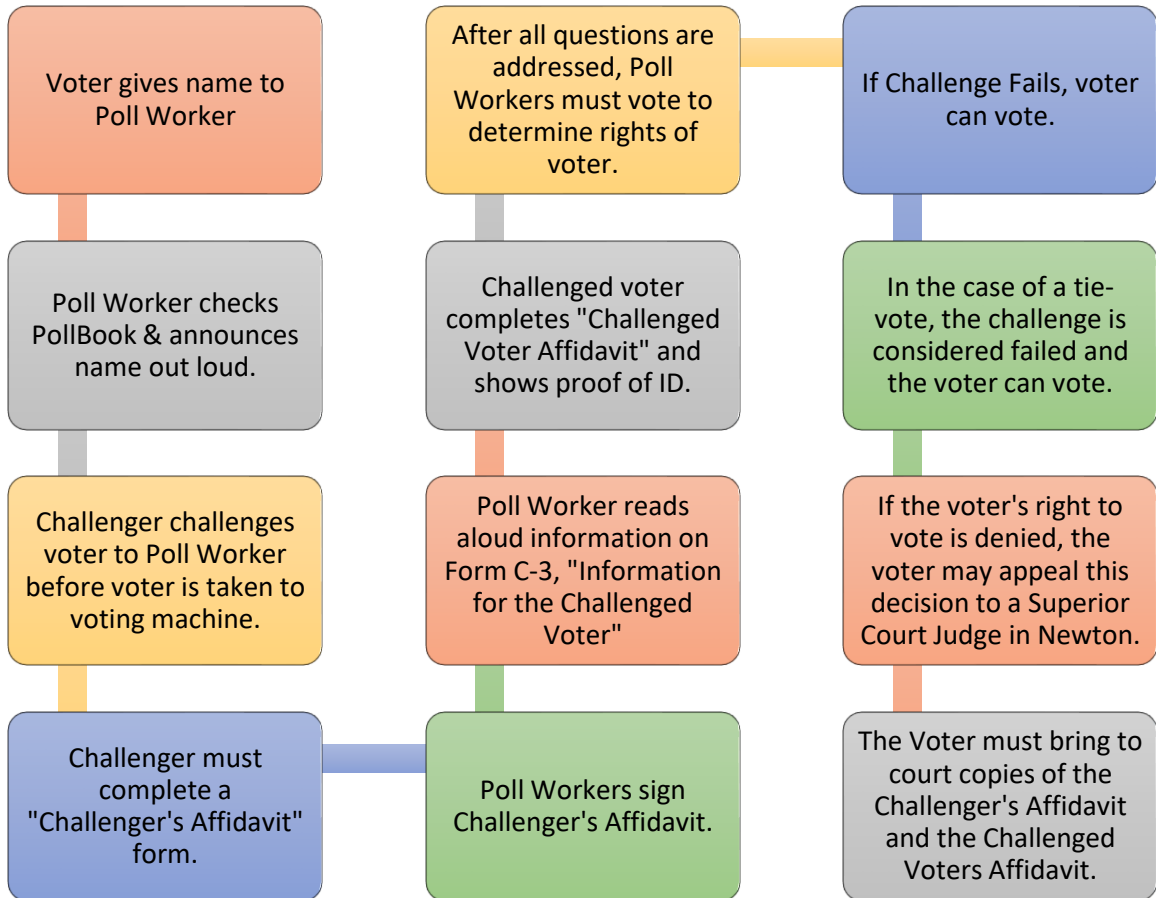 Voter gives name to
Poll Worker
Poll Worker checks
PollBook & announces
name out loud.
Challenger challenges
voter to Poll Worker
before voter is taken to
voting machine.
Challenger must
complete a
"Challenger's Affidavit"
form.
Poll Workers sign
Challenger's Affidavit.
Poll Worker reads
aloud information on
Form C-3, "Information
for the Challenged
Voter"
Challenged voter
completes "Challenged
Voter Affidavit" and
shows proof of ID.
After all questions are
addressed, Poll
Workers must vote to
determine rights of
voter.
If Challenge Fails, voter
can vote.
In the case of a tie-
vote, the challenge is
considered failed and
the voter can vote.
If the voter's right to
vote is denied, the
voter may appeal this
decision to a Superior
Court Judge in Newton.
The Voter must bring to
court copies of the
Challenger's Affidavit
and the Challenged
Voters Affidavit.